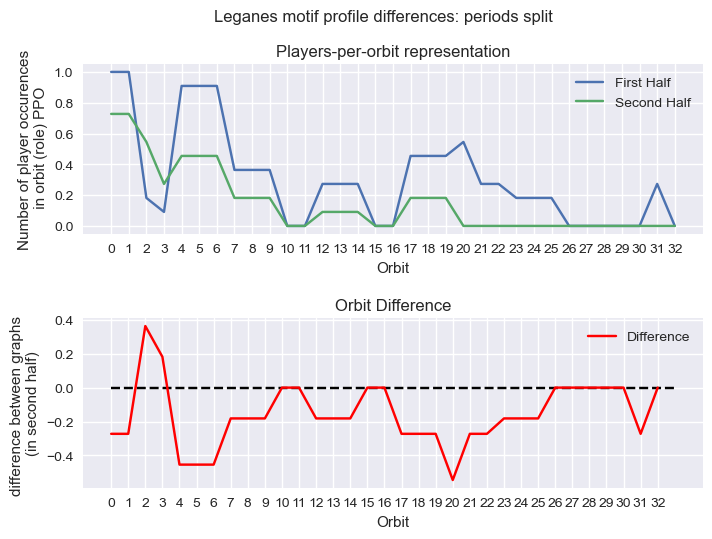 Leganes motif profile differences: periods split
Players-per-orbit representation
Number of player occurences
in orbit (role) PPO
1.0
0.8
0.6
0.4
0.2
0.0
First Half
Second Half
0 1 2 3 4 5 6 7 8 9 10 11 12 13 14 15 16 17 18 19 20 21 22 23 24 25 26 27 28 29 30 31 32
Orbit
Orbit Difference
difference between graphs
(in second half)
0.4
0.2
0.0
−0.2
−0.4
Difference
0 1 2 3 4 5 6 7 8 9 10 11 12 13 14 15 16 17 18 19 20 21 22 23 24 25 26 27 28 29 30 31 32
Orbit